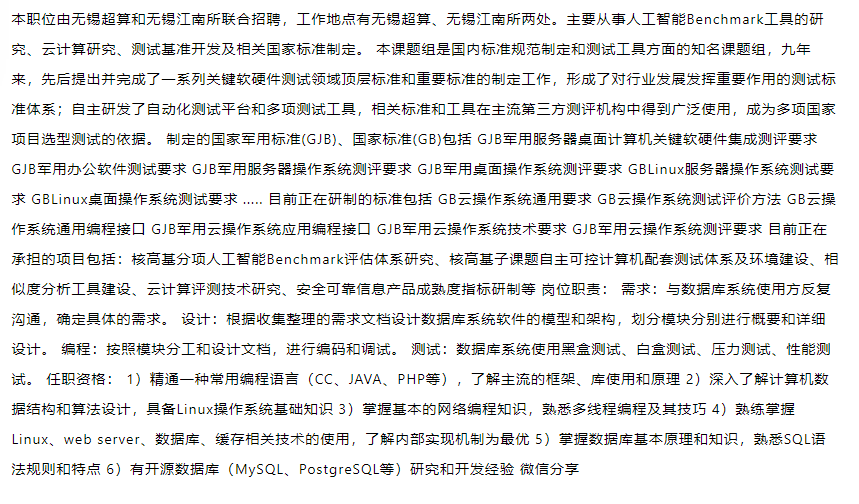 本职位由无锡超算和无锡江南所联合招聘，工作地点有无锡超算、无锡江南所两处。主要从事人工智能Benchmark工具的研
究、云计算研究、测试基准开发及相关国家标准制定。 本课题组是国内标准规范制定和测试工具方面的知名课题组，九年
来，先后提出并完成了一系列关键软硬件测试领域顶层标准和重要标准的制定工作，形成了对行业发展发挥重要作用的测试标
准体系；自主研发了自动化测试平台和多项测试工具，相关标准和工具在主流第三方测评机构中得到广泛使用，成为多项国家
项目选型测试的依据。 制定的国家军用标准(GJB)、国家标准(GB)包括 GJB军用服务器桌面计算机关键软硬件集成测评要求
GJB军用办公软件测试要求 GJB军用服务器操作系统测评要求 GJB军用桌面操作系统测评要求 GBLinux服务器操作系统测试要
求 GBLinux桌面操作系统测试要求 ..... 目前正在研制的标准包括 GB云操作系统通用要求 GB云操作系统测试评价方法 GB云操
作系统通用编程接口 GJB军用云操作系统应用编程接口 GJB军用云操作系统技术要求 GJB军用云操作系统测评要求 目前正在
承担的项目包括：核高基分项人工智能Benchmark评估体系研究、核高基子课题自主可控计算机配套测试体系及环境建设、相
似度分析工具建设、云计算评测技术研究、安全可靠信息产品成熟度指标研制等 岗位职责： 需求：与数据库系统使用方反复
沟通，确定具体的需求。 设计：根据收集整理的需求文档设计数据库系统软件的模型和架构，划分模块分别进行概要和详细
设计。 编程：按照模块分工和设计文档，进行编码和调试。 测试：数据库系统使用黑盒测试、白盒测试、压力测试、性能测
试。 任职资格： 1）精通一种常用编程语言（CC、JAVA、PHP等），了解主流的框架、库使用和原理 2）深入了解计算机数
据结构和算法设计，具备Linux操作系统基础知识 3）掌握基本的网络编程知识，熟悉多线程编程及其技巧 4）熟练掌握
Linux、web server、数据库、缓存相关技术的使用，了解内部实现机制为最优 5）掌握数据库基本原理和知识，熟悉SQL语
法规则和特点 6）有开源数据库（MySQL、PostgreSQL等）研究和开发经验 微信分享